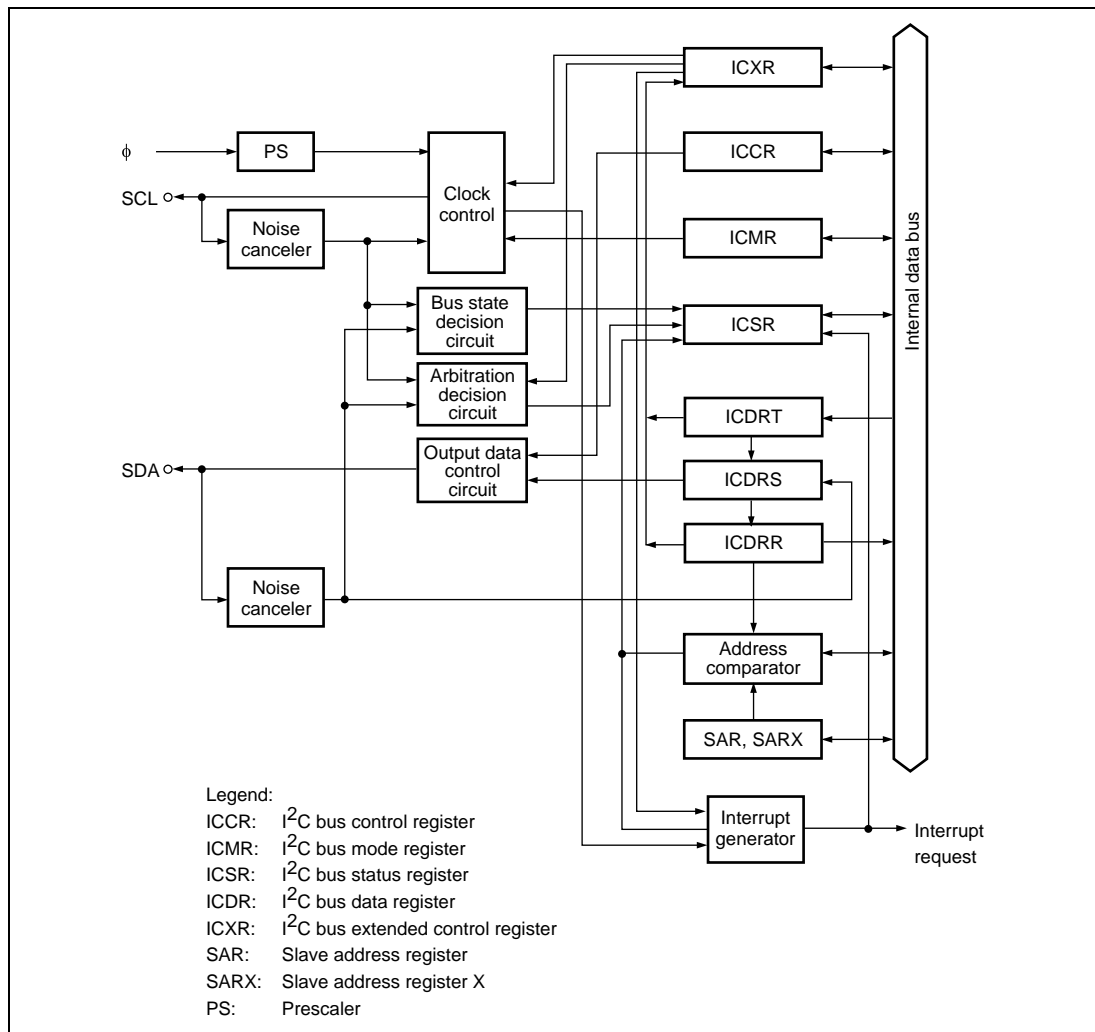 ICXR
φ
PS
ICCR
SCL
Clock
control
Noise
canceler
ICMR
Internal data bus
Bus state
decision
circuit
ICSR
Arbitration
decision
circuit
ICDRT
SDA
Output data
control
circuit
ICDRS
ICDRR
Noise
canceler
Address
comparator
SAR, SARX
Interrupt
generator
Interrupt
request
Legend:
ICCR: I²C bus control register
ICMR: I²C bus mode register
ICSR: I²C bus status register
ICDR: I²C bus data register
ICXR: I²C bus extended control register
SAR: Slave address register
SARX: Slave address register X
PS: Prescaler